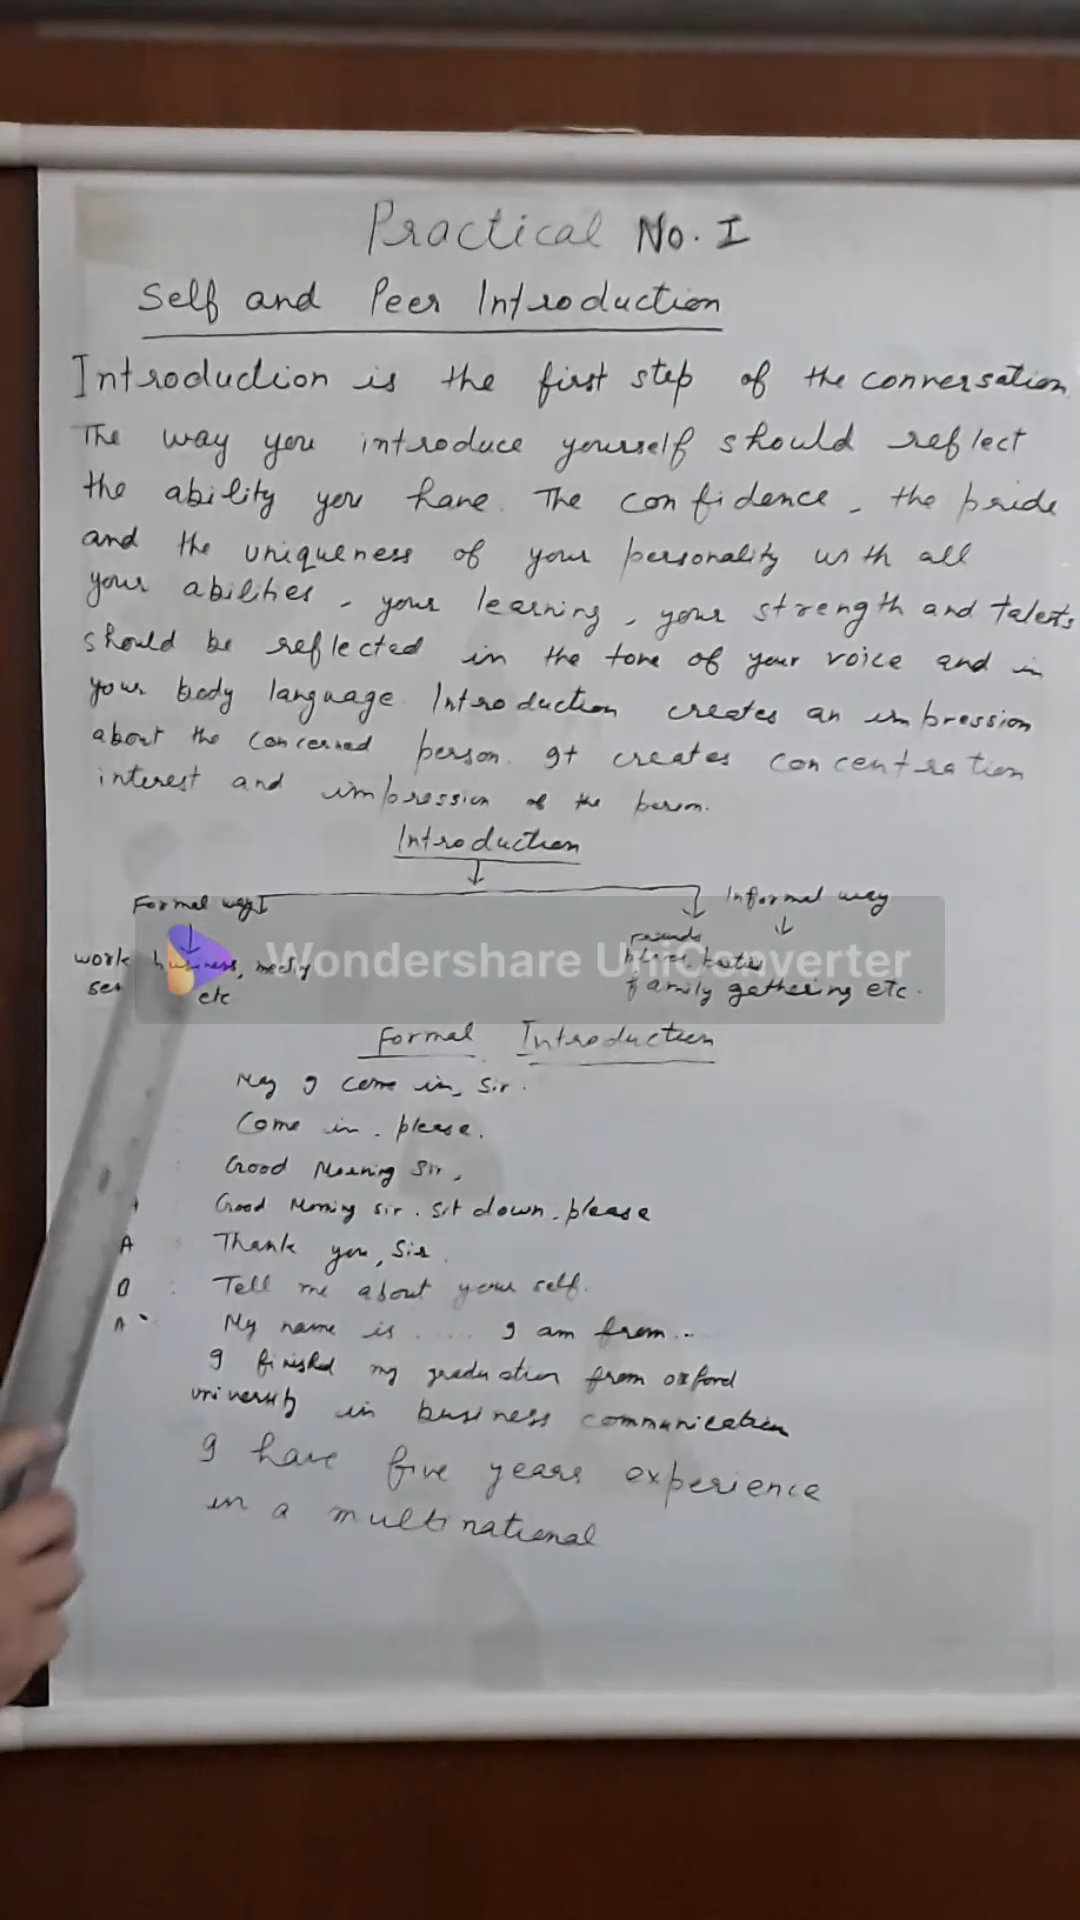 Practical No. I
Self and Peer Introduction
Introduction is the first step of the conversation
The way you introduce yourself should reflect
the ability you have. The confidence, the pride
and the uniqueness of your personality with all
your abilities, your learning, your strength and talents
should be reflected in the tone of your voice and in
your body language. Introduction creates an impression
about the concerned person. It creates concentration
interest and impression of the person.
Introduction
Formal way
Informal way
work business, meeting
etc
family gathering etc.
Wondershare UniConverter
Formal Introduction
May I come in, Sir.
Come in, please.
Good Morning Sir,
Good Morning sir. sit down, please
A : Thank you, Sir.
O : Tell me about your self.
A : My name is .... I am from...
I finished my graduation from oxford
university in business communication
I have five years experience
in a multinational